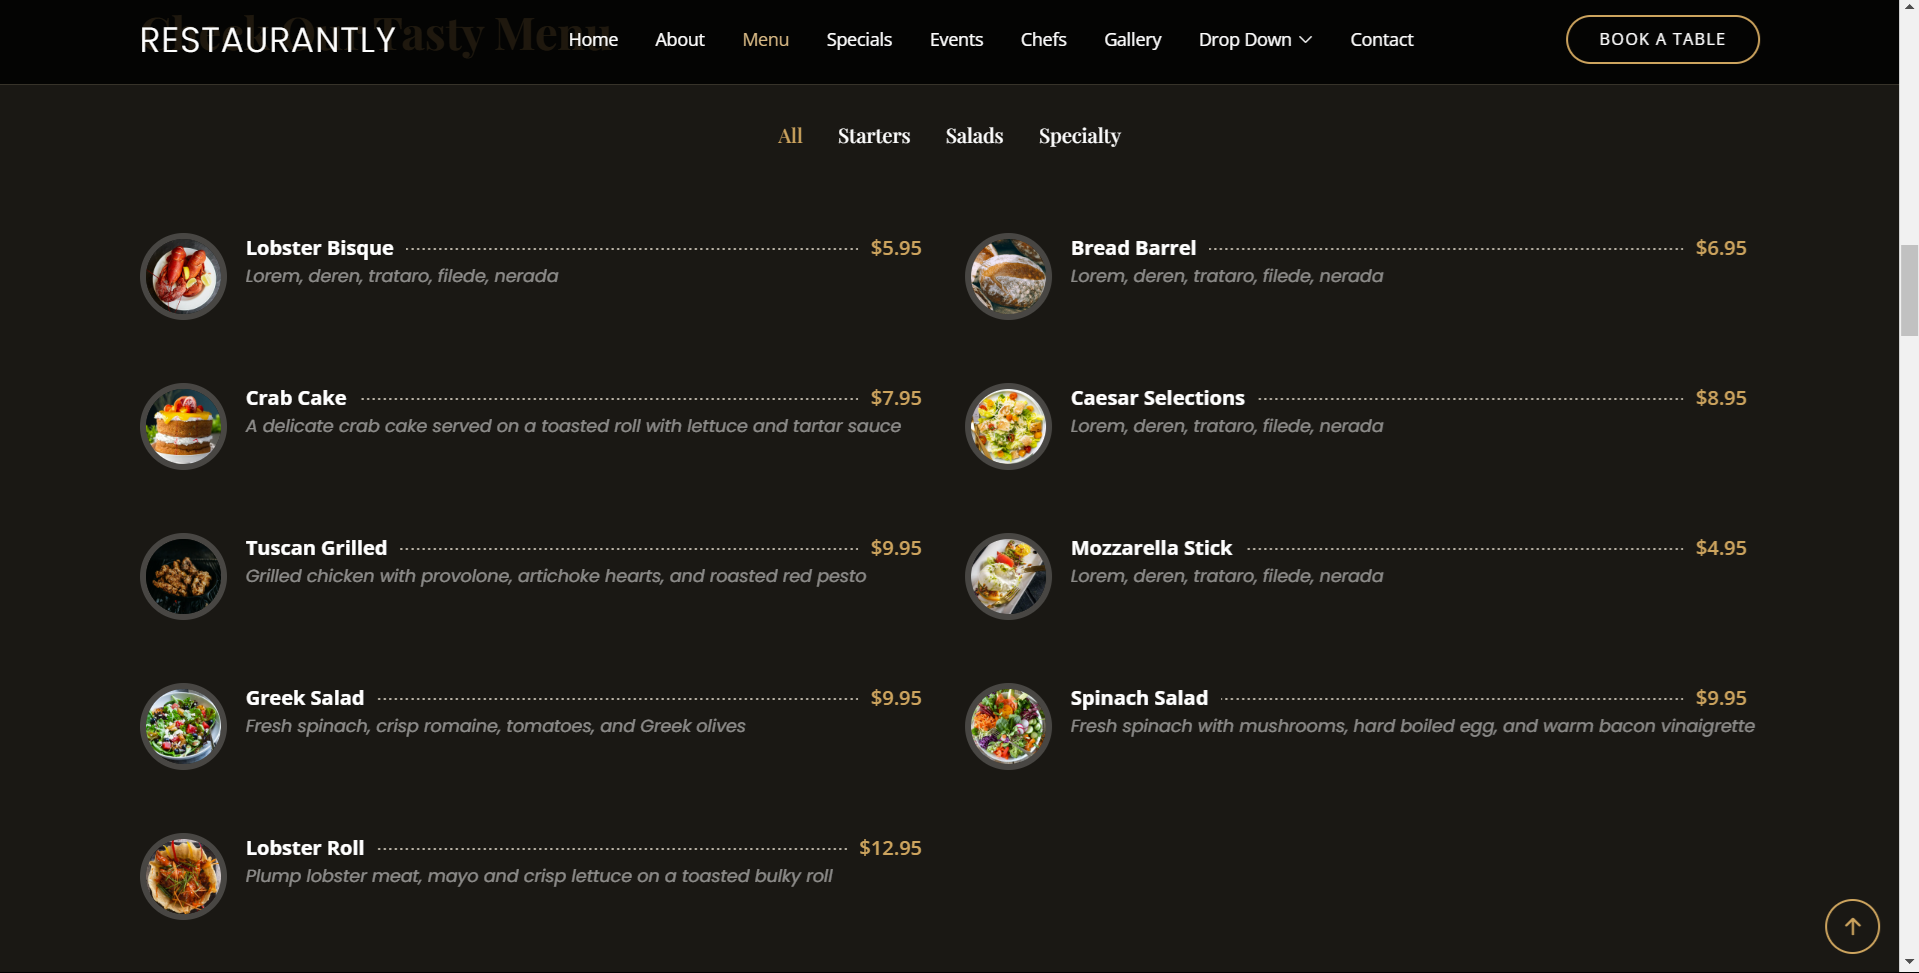 Check Our Tasty Menu
RESTAURANTLY
Home
About
Menu
Specials
Events
Chefs
Gallery
Drop Down
Contact
BOOK A TABLE
All
Starters
Salads
Specialty
Lobster Bisque $5.95
Lorem, deren, trataro, filede, nerada
Bread Barrel $6.95
Lorem, deren, trataro, filede, nerada
Crab Cake $7.95
A delicate crab cake served on a toasted roll with lettuce and tartar sauce
Caesar Selections $8.95
Lorem, deren, trataro, filede, nerada
Tuscan Grilled $9.95
Grilled chicken with provolone, artichoke hearts, and roasted red pesto
Mozzarella Stick $4.95
Lorem, deren, trataro, filede, nerada
Greek Salad $9.95
Fresh spinach, crisp romaine, tomatoes, and Greek olives
Spinach Salad $9.95
Fresh spinach with mushrooms, hard boiled egg, and warm bacon vinaigrette
Lobster Roll $12.95
Plump lobster meat, mayo and crisp lettuce on a toasted bulky roll